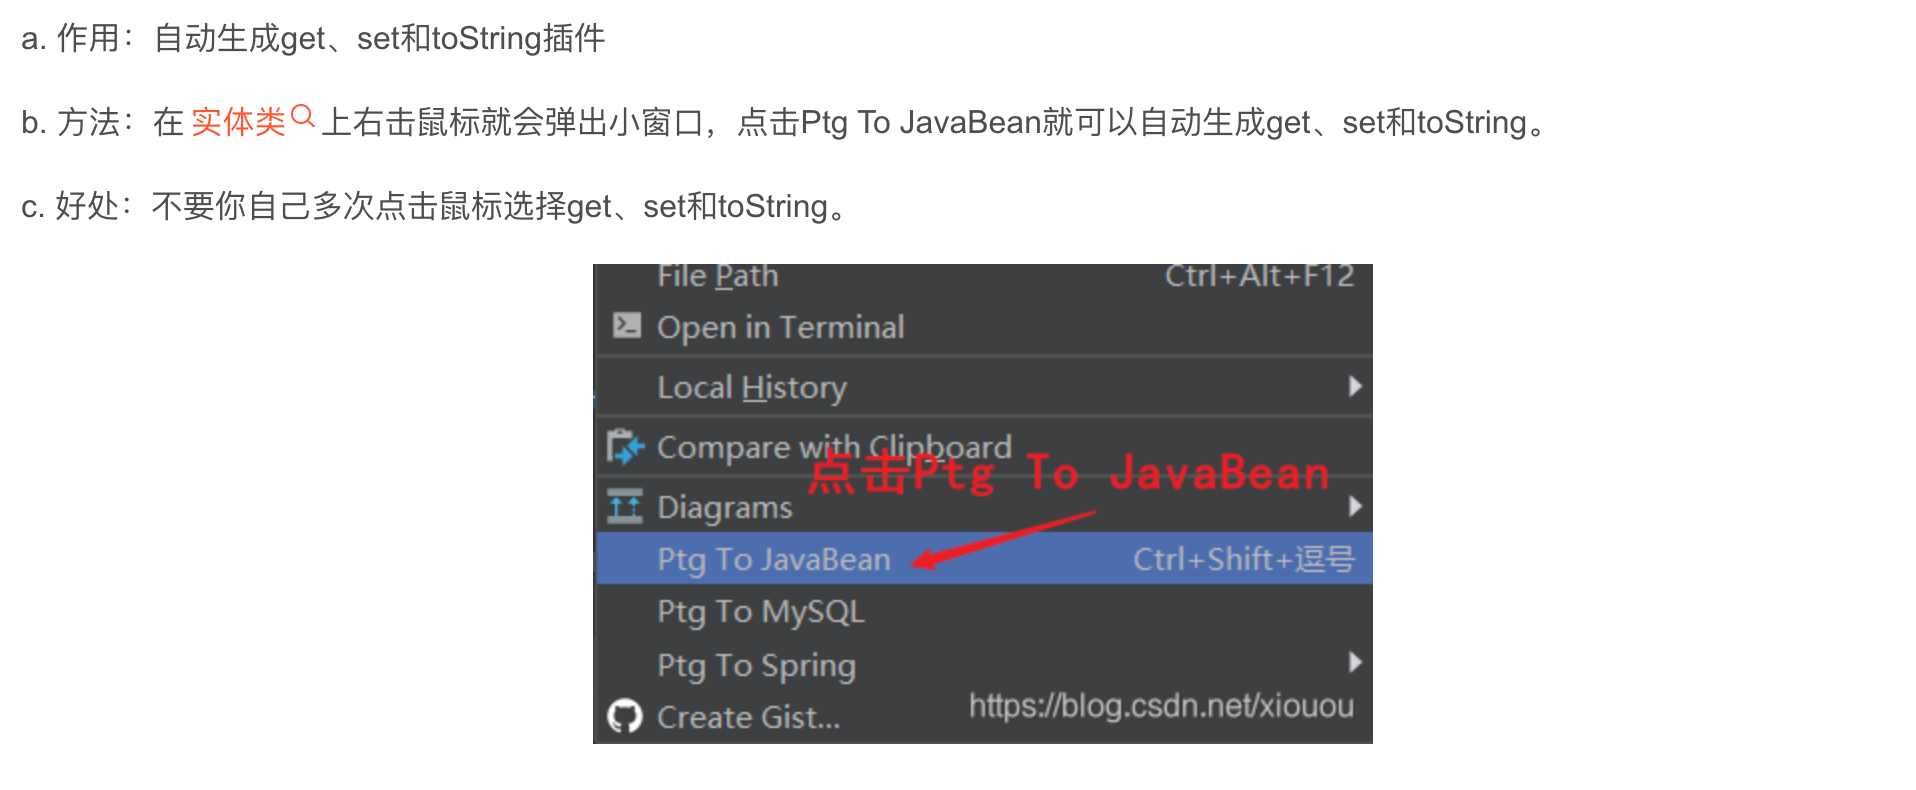 a. 作用：自动生成get、set和toString插件
b. 方法：在 实体类 上右击鼠标就会弹出小窗口，点击Ptg To JavaBean就可以自动生成get、set和toString。
c. 好处：不要你自己多次点击鼠标选择get、set和toString。
File Path Ctrl+Alt+F12
Open in Terminal
Local History
Compare with Clipboard
点击Ptg To JavaBean
Diagrams
Ptg To JavaBean Ctrl+Shift+逗号
Ptg To MySQL
Ptg To Spring
https://blog.csdn.net/xiouou
Create Gist...